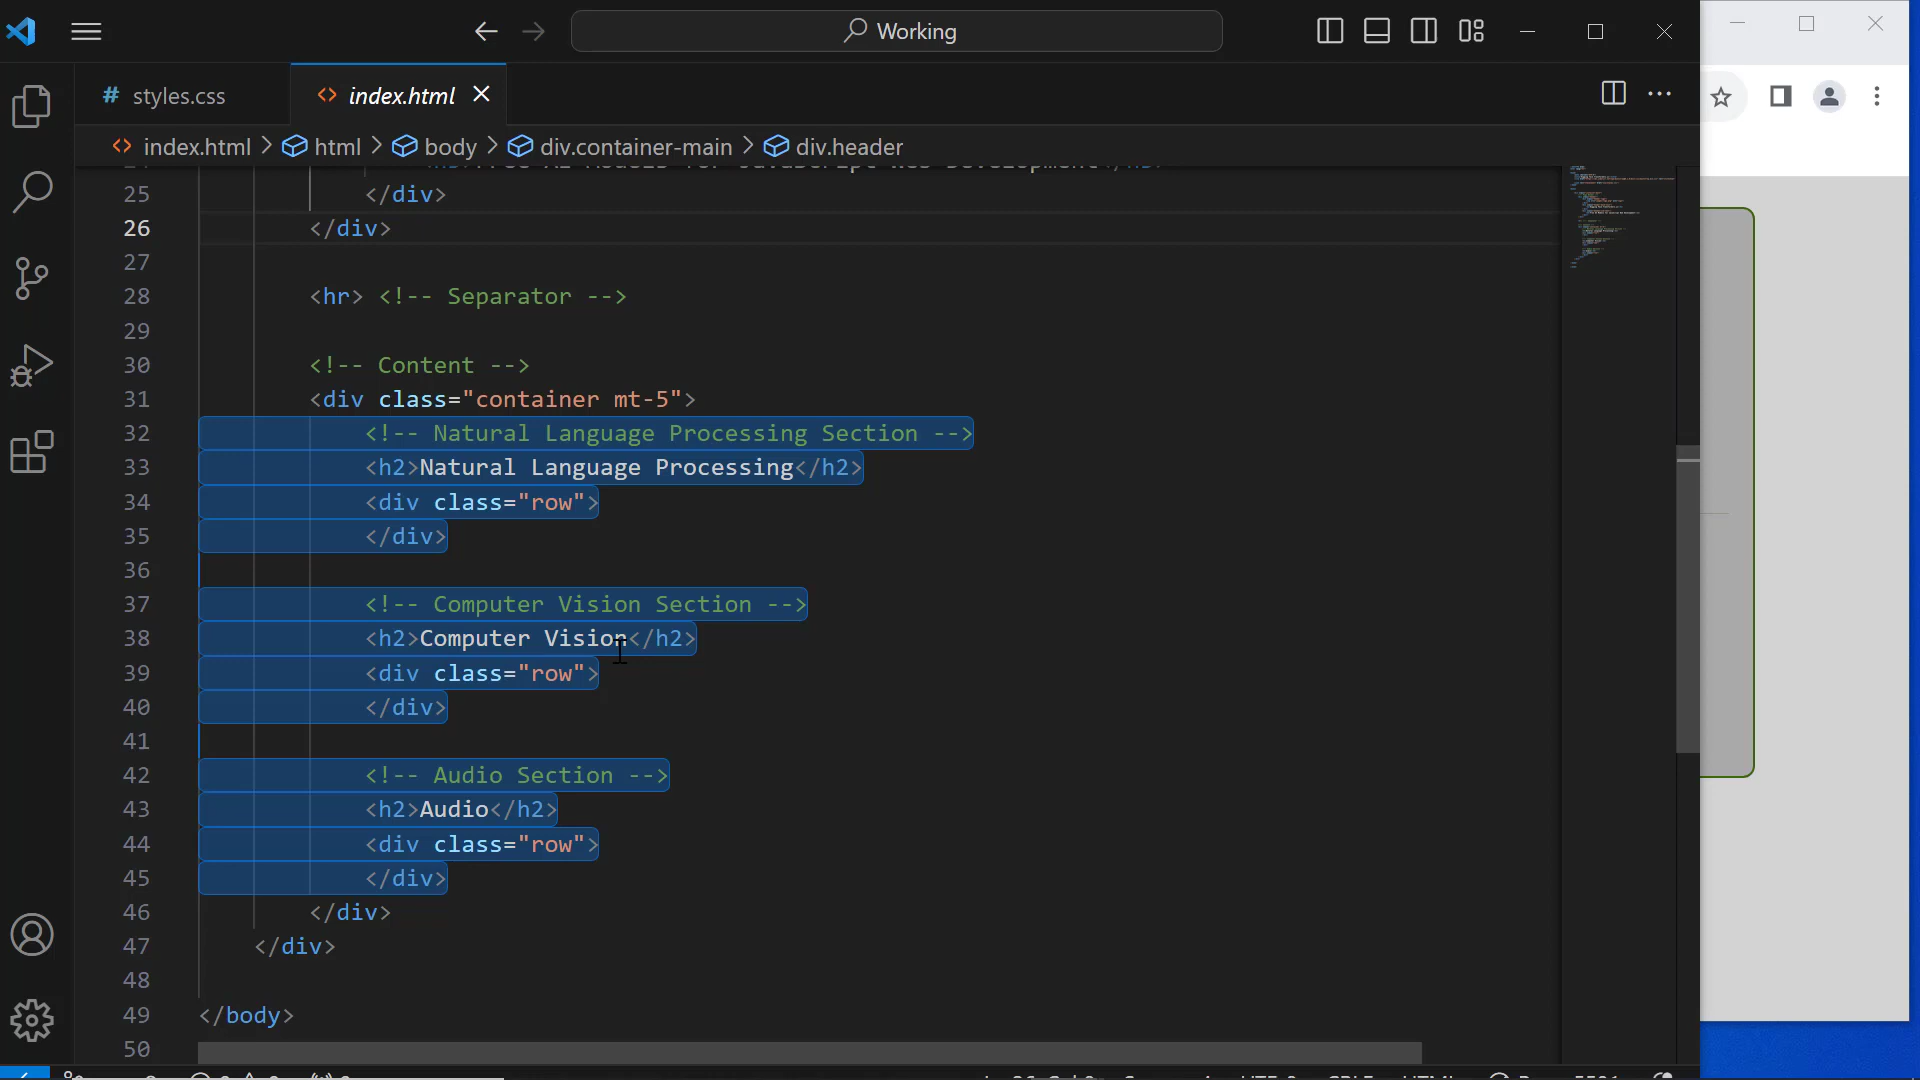 Working
# styles.css
<> index.html
index.html > html > body > div.container-main > div.header
25 </div>
26 </div>
27
28 <hr> <!-- Separator -->
29
30 <!-- Content -->
31 <div class="container mt-5">
32 <!-- Natural Language Processing Section -->
33 <h2>Natural Language Processing</h2>
34 <div class="row">
35 </div>
36
37 <!-- Computer Vision Section -->
38 <h2>Computer Vision</h2>
39 <div class="row">
40 </div>
41
42 <!-- Audio Section -->
43 <h2>Audio</h2>
44 <div class="row">
45 </div>
46 </div>
47 </div>
48
49 </body>
50